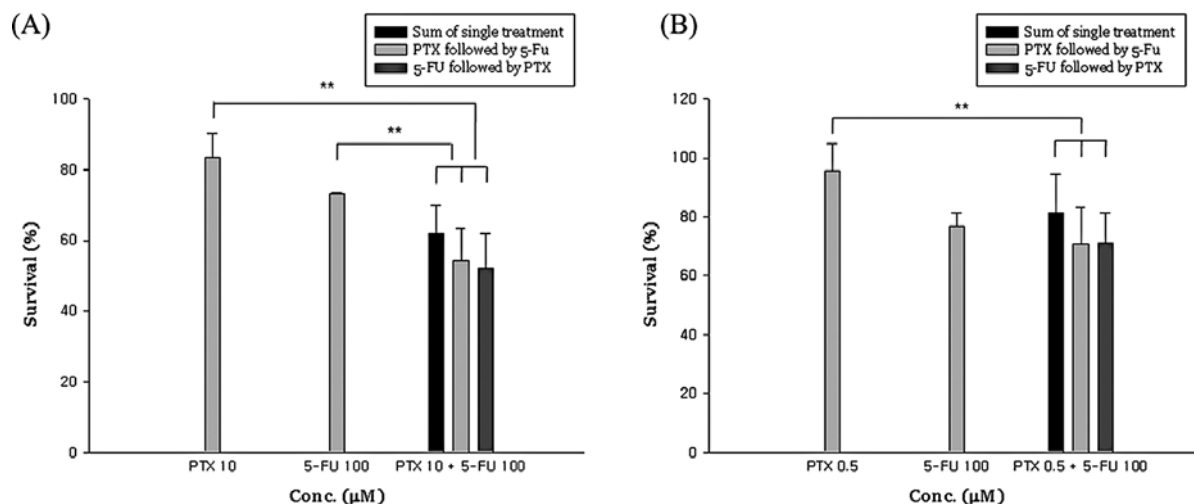 (A)
Sum of single treatment
PTX followed by 5-Fu
5-FU followed by PTX
**
**
100
80
60
40
20
0
Survival (%)
PTX 10
5-FU 100
PTX 10 + 5-FU 100
Conc. (μM)
(B)
Sum of single treatment
PTX followed by 5-Fu
5-FU followed by PTX
**
120
100
80
60
40
20
0
Survival (%)
PTX 0.5
5-FU 100
PTX 0.5 + 5-FU 100
Conc. (μM)